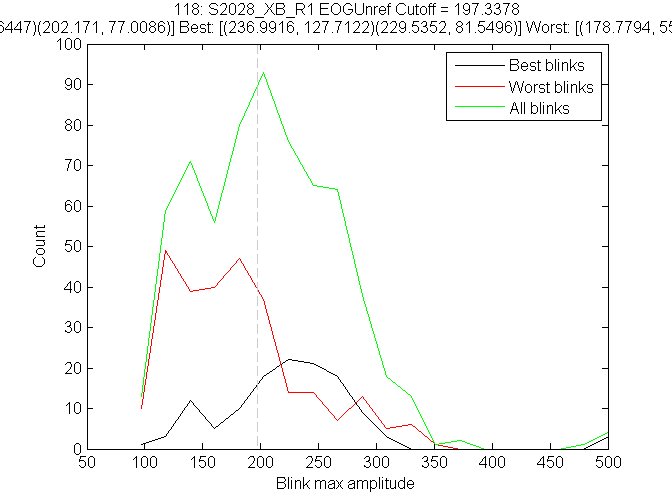 118: S2028_XB_R1 EOGUnref Cutoff = 197.3378
6447)(202.171, 77.0086)] Best: [(236.9916, 127.7122)(229.5352, 81.5496)] Worst: [(178.7794, 55
100
90
80
70
60
50
40
30
20
10
0
Count
Best blinks
Worst blinks
All blinks
50 100 150 200 250 300 350 400 450 500
Blink max amplitude